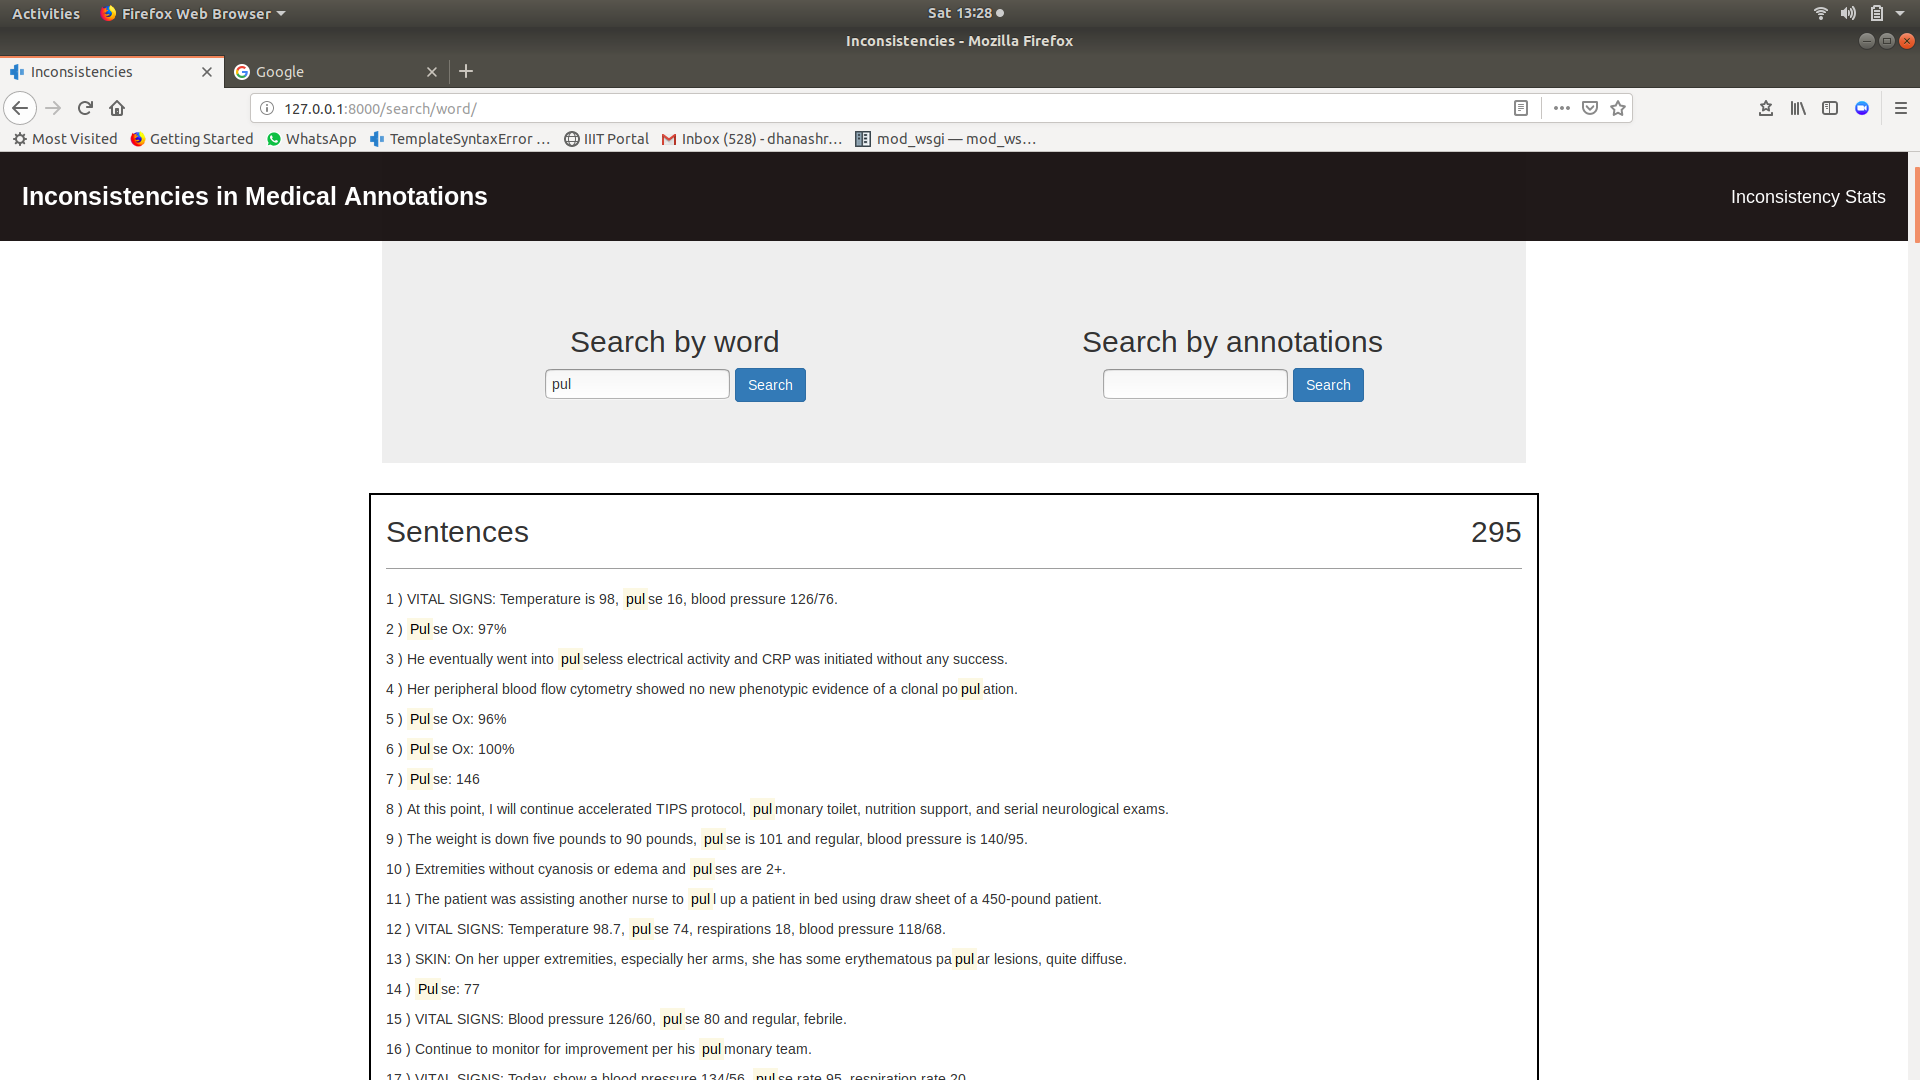 Activities Firefox Web Browser Sat 13:28
Inconsistencies - Mozilla Firefox
Inconsistencies Google
127.0.0.1:8000/search/word/
Most Visited Getting Started WhatsApp TemplateSyntaxError … IIIT Portal Inbox (528) - dhanashr… mod_wsgi — mod_ws…
Inconsistencies in Medical Annotations Inconsistency Stats
Search by word Search by annotations
pul Search Search
Sentences 295
1 ) VITAL SIGNS: Temperature is 98, pulse 16, blood pressure 126/76.
2 ) Pulse Ox: 97%
3 ) He eventually went into pulseless electrical activity and CRP was initiated without any success.
4 ) Her peripheral blood flow cytometry showed no new phenotypic evidence of a clonal population.
5 ) Pulse Ox: 96%
6 ) Pulse Ox: 100%
7 ) Pulse: 146
8 ) At this point, I will continue accelerated TIPS protocol, pulmonary toilet, nutrition support, and serial neurological exams.
9 ) The weight is down five pounds to 90 pounds, pulse is 101 and regular, blood pressure is 140/95.
10 ) Extremities without cyanosis or edema and pulses are 2+.
11 ) The patient was assisting another nurse to pull up a patient in bed using draw sheet of a 450-pound patient.
12 ) VITAL SIGNS: Temperature 98.7, pulse 74, respirations 18, blood pressure 118/68.
13 ) SKIN: On her upper extremities, especially her arms, she has some erythematous papular lesions, quite diffuse.
14 ) Pulse: 77
15 ) VITAL SIGNS: Blood pressure 126/60, pulse 80 and regular, febrile.
16 ) Continue to monitor for improvement per his pulmonary team.
17 ) VITAL SIGNS: Today, show a blood pressure 134/56, pulse rate 95, respiration rate 20